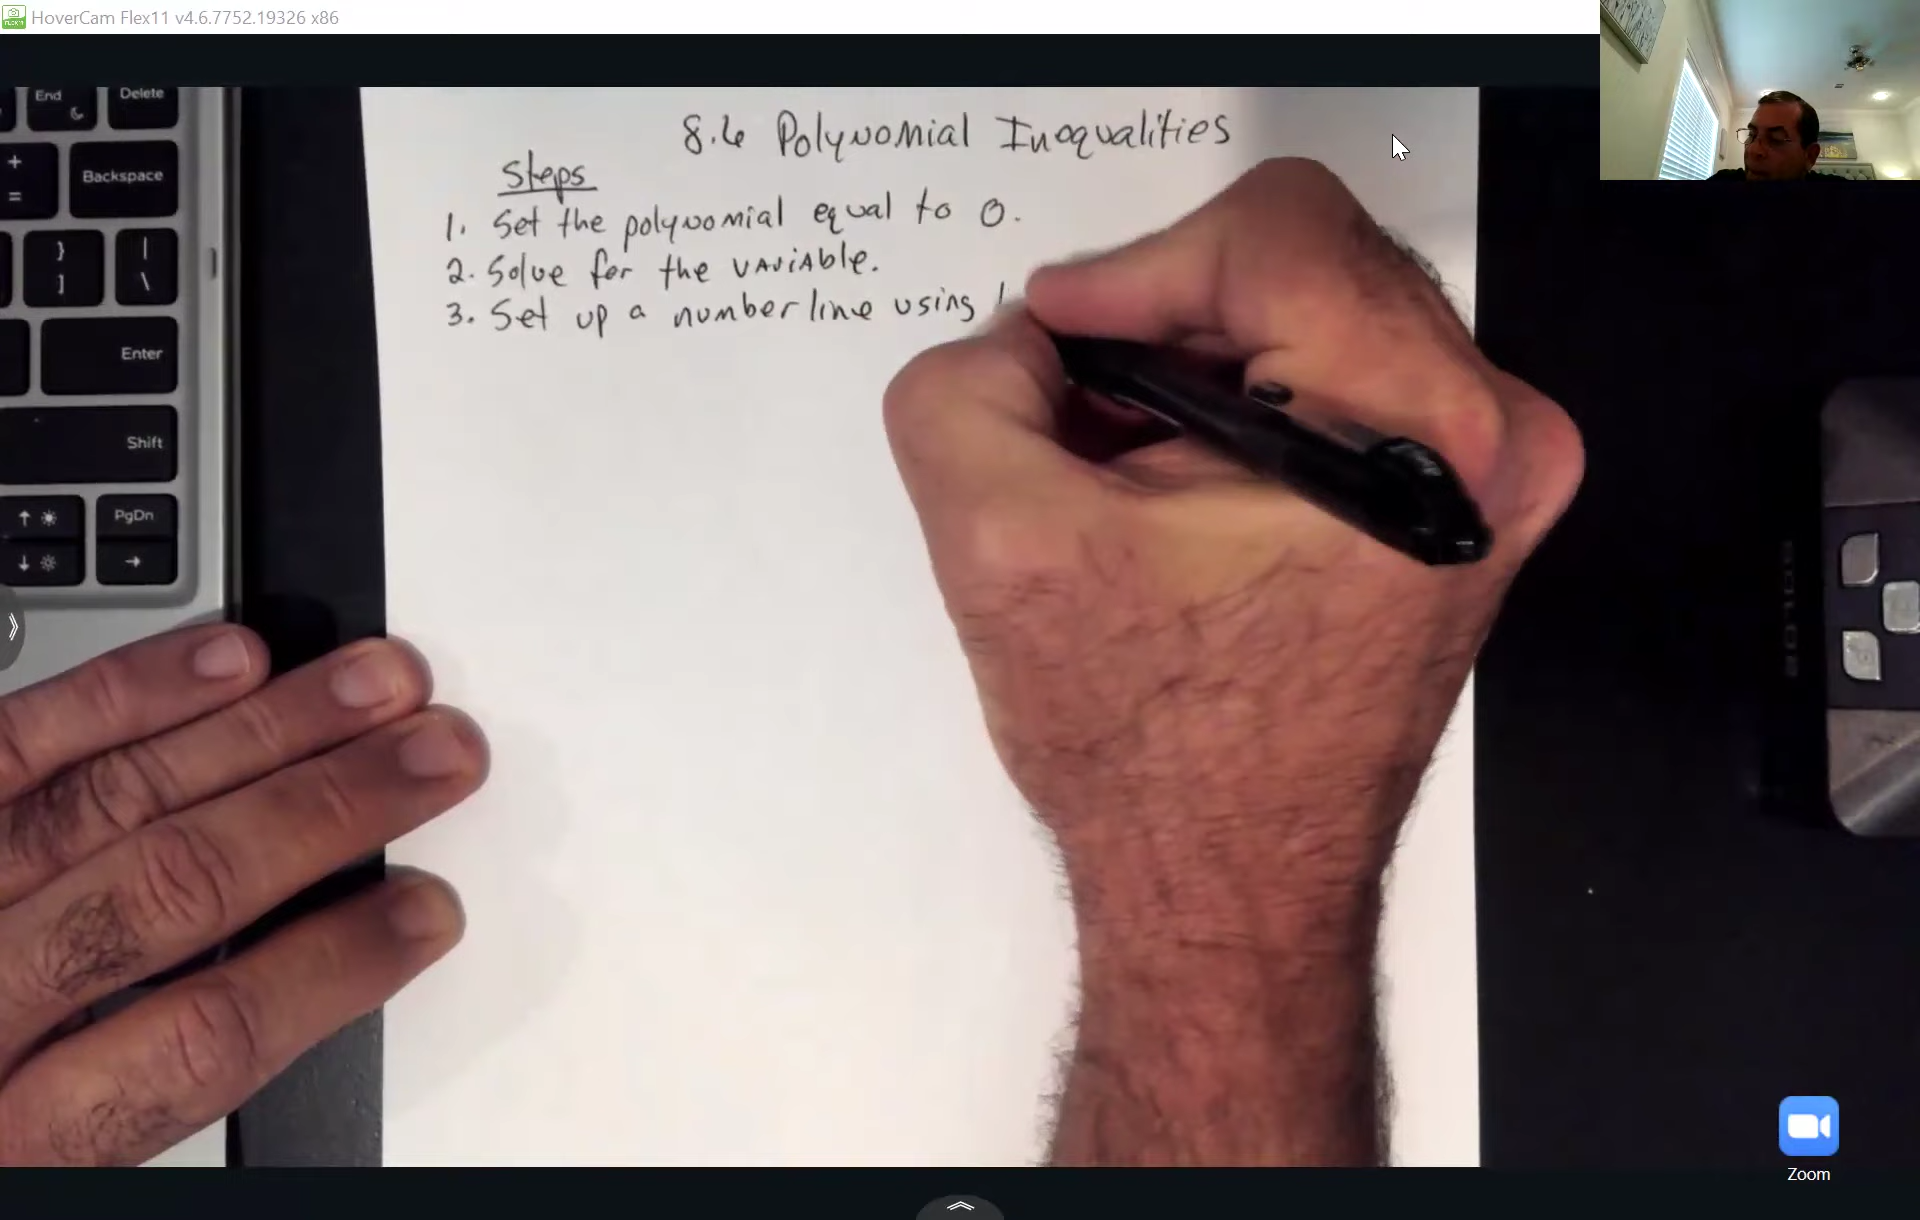 HoverCam Flex11 v4.6.7752.19326 x86
End
Delete
+
=
Backspace
}
]
|
\
Enter
Shift
PgDn
8.6 Polynomial Inequalities
Steps
1. Set the polynomial equal to 0.
2. Solve for the variable.
3. Set up a number line using
Zoom